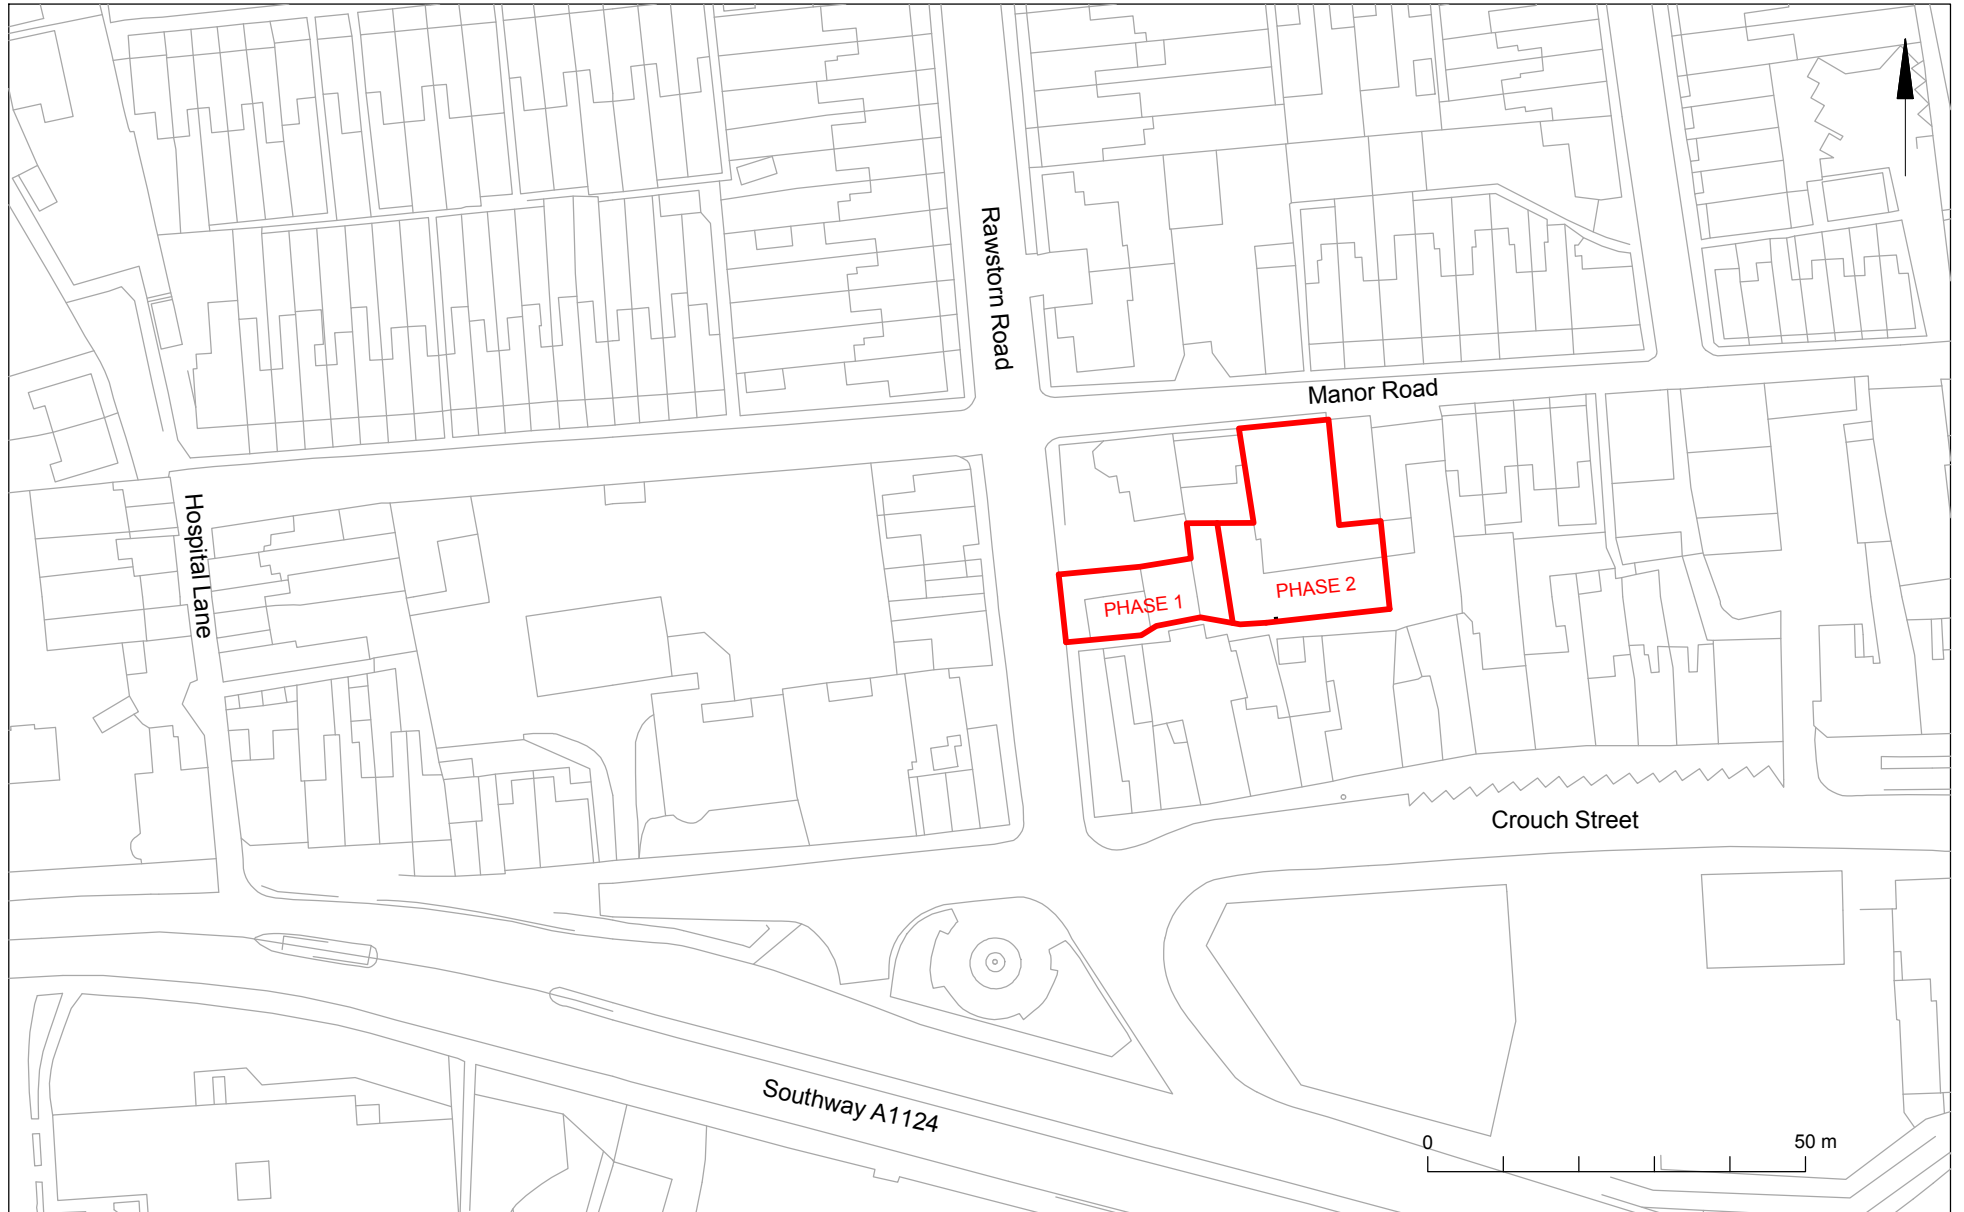 Rawstorn Road
Manor Road
Hospital Lane
PHASE 1
PHASE 2
Crouch Street
Southway A1124
0 50 m